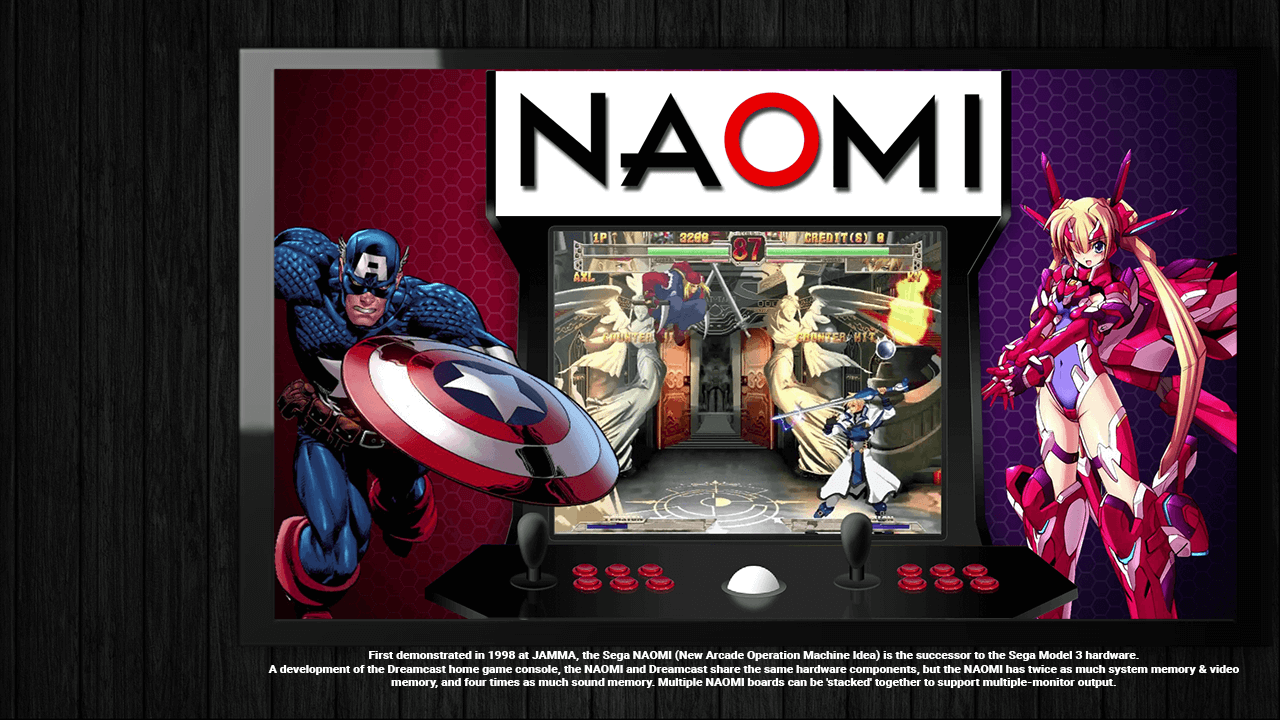 NAOMI
1P 3200 87 CREDIT(S) 0
AXL KY
COUNTER HIT COUNTER HIT
A
First demonstrated in 1998 at JAMMA, the Sega NAOMI (New Arcade Operation Machine Idea) is the successor to the Sega Model 3 hardware.
A development of the Dreamcast home game console, the NAOMI and Dreamcast share the same hardware components, but the NAOMI has twice as much system memory & video
memory, and four times as much sound memory. Multiple NAOMI boards can be 'stacked' together to support multiple-monitor output.